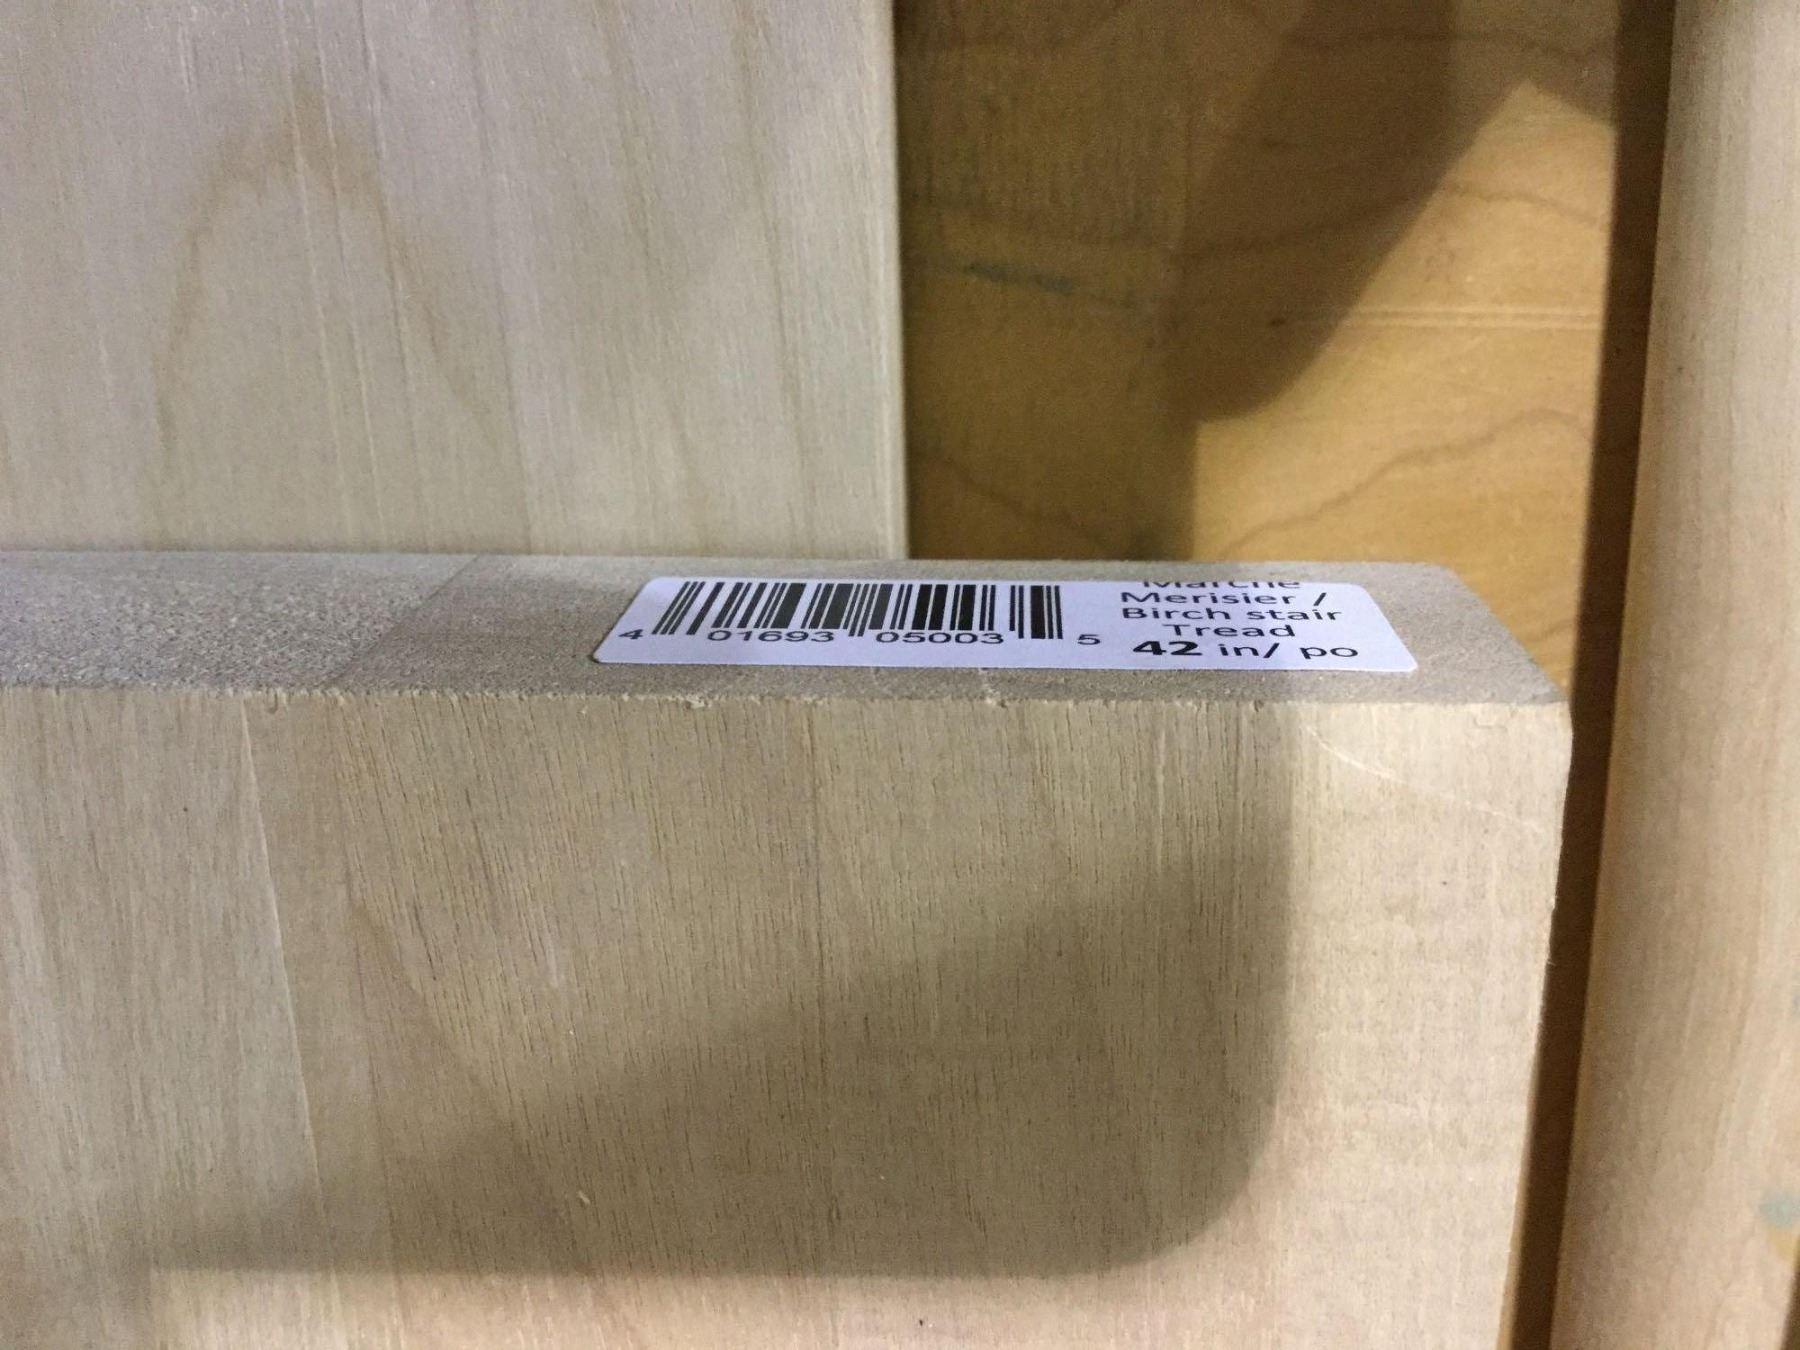 Marche
Merisier /
Birch stair
Tread
42 in/ po
4 01693 05003 5